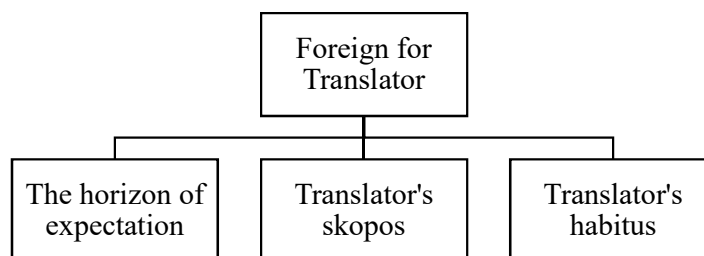 Foreign for
Translator
The horizon of
expectation
Translator's
skopos
Translator's
habitus